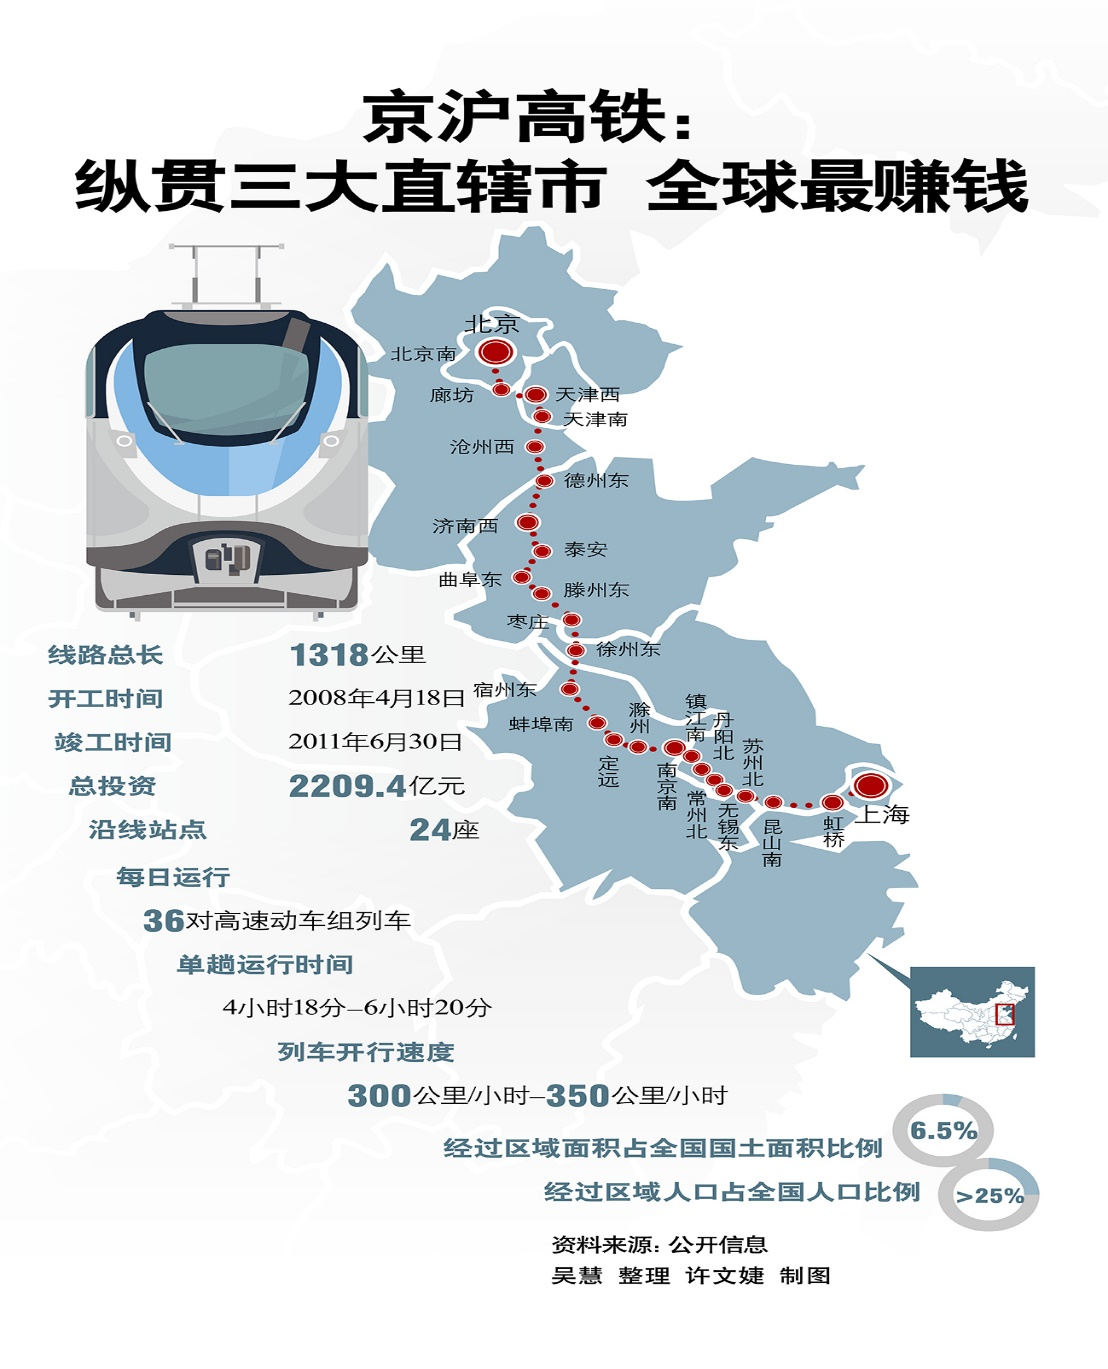 京沪高铁：
纵贯三大直辖市 全球最赚钱
北京
北京南
廊坊
天津西
天津南
沧州西
德州东
济南西
泰安
曲阜东
滕州东
枣庄
徐州东
宿州东
蚌埠南
定远
滁州
南京南
镇江南
丹阳北
常州北
无锡东
苏州北
昆山南
虹桥
上海
线路总长 1318公里
开工时间 2008年4月18日
竣工时间 2011年6月30日
总投资 2209.4亿元
沿线站点 24座
每日运行
36对高速动车组列车
单趟运行时间
4小时18分–6小时20分
列车开行速度
300公里/小时–350公里/小时
经过区域面积占全国国土面积比例 6.5%
经过区域人口占全国人口比例 >25%
资料来源：公开信息
吴慧 整理 许文婕 制图